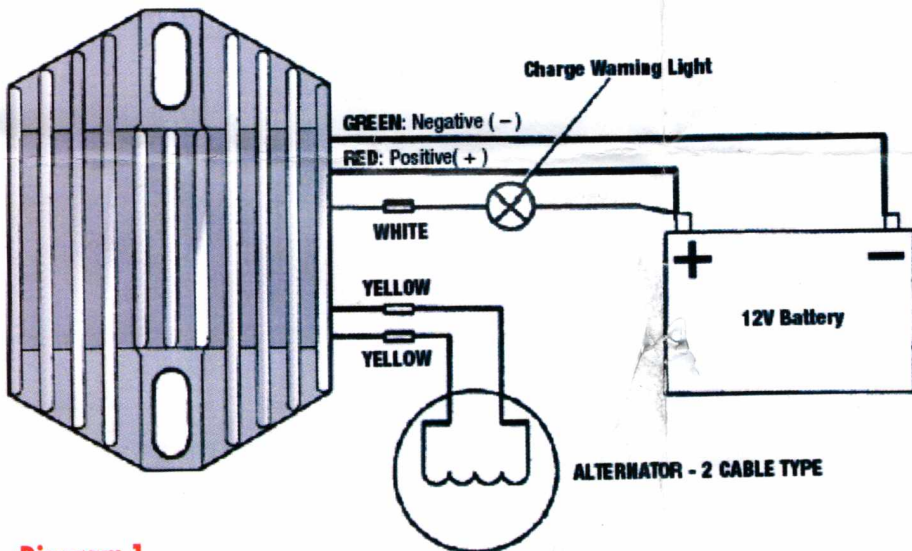 Charge Warning Light
GREEN: Negative ( – )
RED: Positive( + )
WHITE
YELLOW
YELLOW
+ −
12V Battery
ALTERNATOR - 2 CABLE TYPE